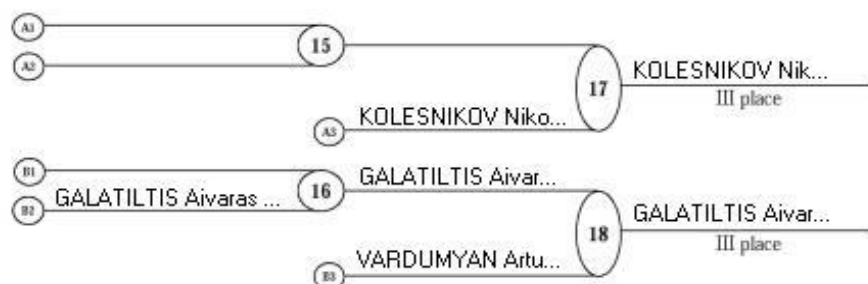 A1
15
A2
KOLESNIKOV Nik...
17
III place
KOLESNIKOV Niko...
A3
B1
GALATILTIS Aivar...
16
GALATILTIS Aivaras ...
B2
GALATILTIS Aivar...
18
III place
VARDUMYAN Artu...
B3